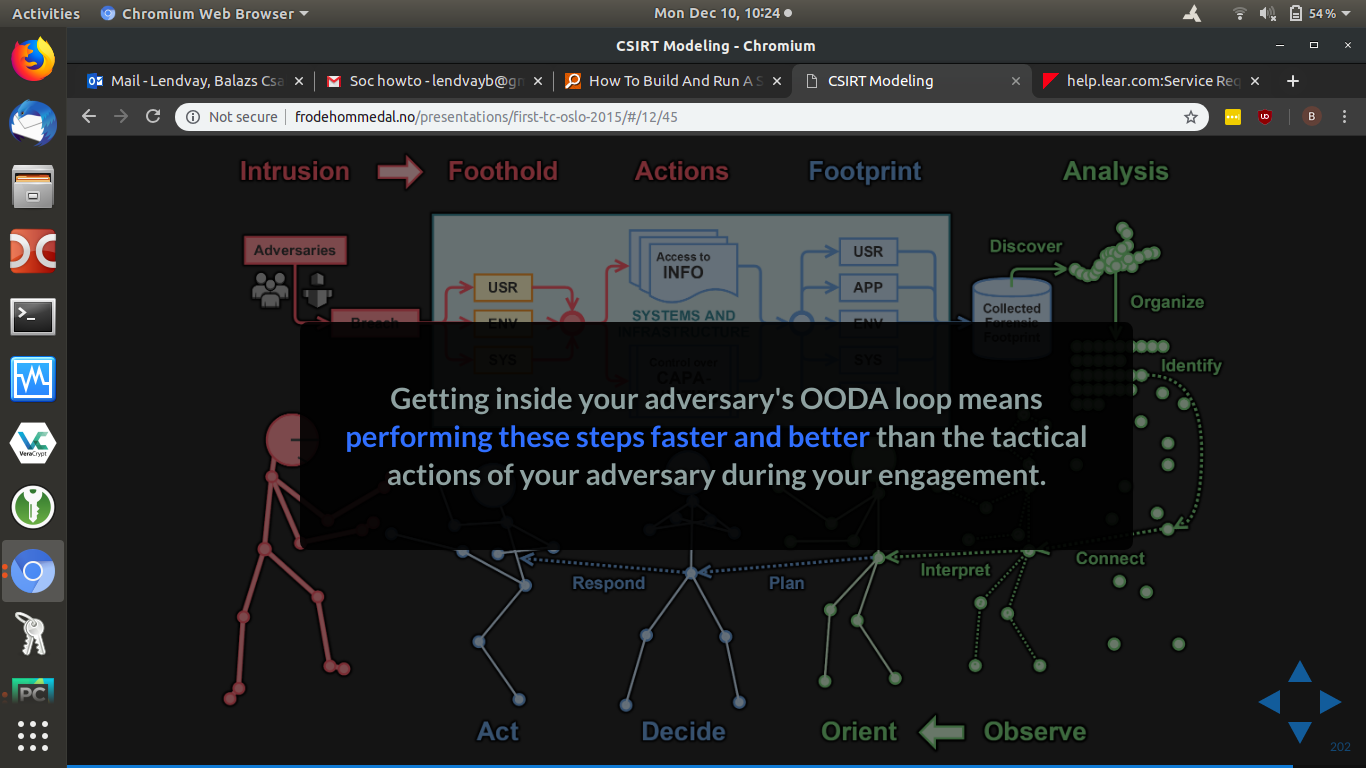 Activities
Chromium Web Browser
Mon Dec 10, 10:24
54%
CSIRT Modeling - Chromium
Mail - Lendvay, Balazs Csa
Soc howto - lendvayb@gm
How To Build And Run A S
CSIRT Modeling
help.lear.com:Service Req
Not secure
frodehommedal.no/presentations/first-tc-oslo-2015/#/12/45
B
Intrusion
Foothold
Actions
Footprint
Analysis
Adversaries
Breach
USR
ENV
SYS
Access to
INFO
SYSTEMS AND
INFRASTRUCTURE
Control over
CAPA-
USR
APP
ENV
SYS
Collected
Forensic
Footprint
Discover
Organize
Identify
Getting inside your adversary's OODA loop means
performing these steps faster and better than the tactical
actions of your adversary during your engagement.
Respond
Plan
Interpret
Connect
Act
Decide
Orient
Observe
202
VC
VeraCrypt
PC